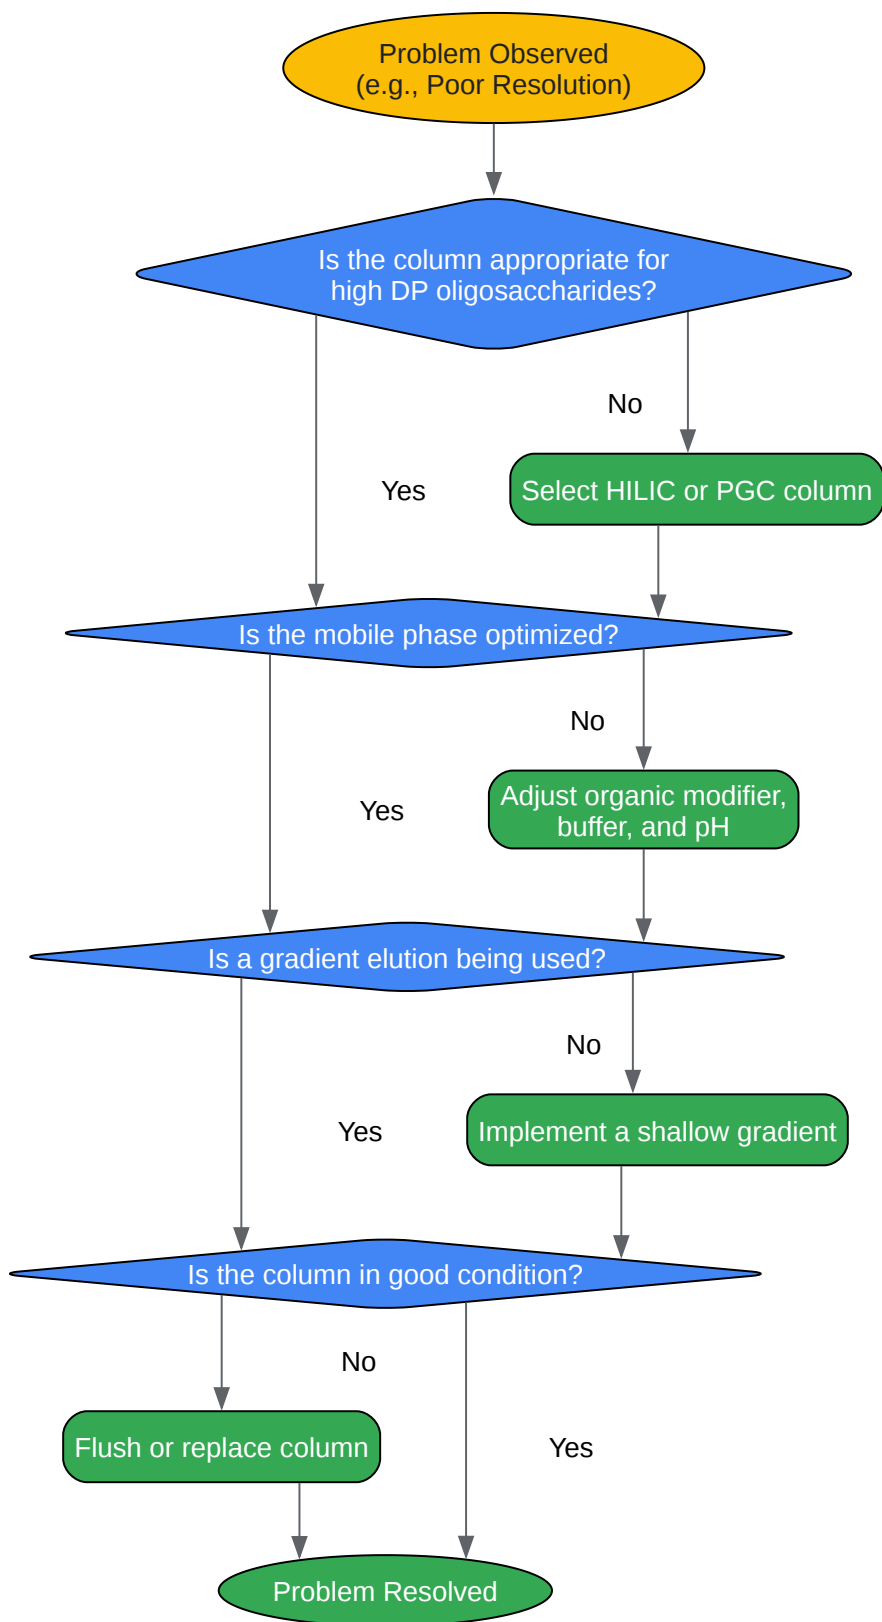 Problem Observed
(e.g., Poor Resolution)
Is the column appropriate for
high DP oligosaccharides?
No
Yes
Select HILIC or PGC column
Is the mobile phase optimized?
No
Yes
Adjust organic modifier,
buffer, and pH
Is a gradient elution being used?
No
Yes
Implement a shallow gradient
Is the column in good condition?
No
Flush or replace column
Yes
Problem Resolved